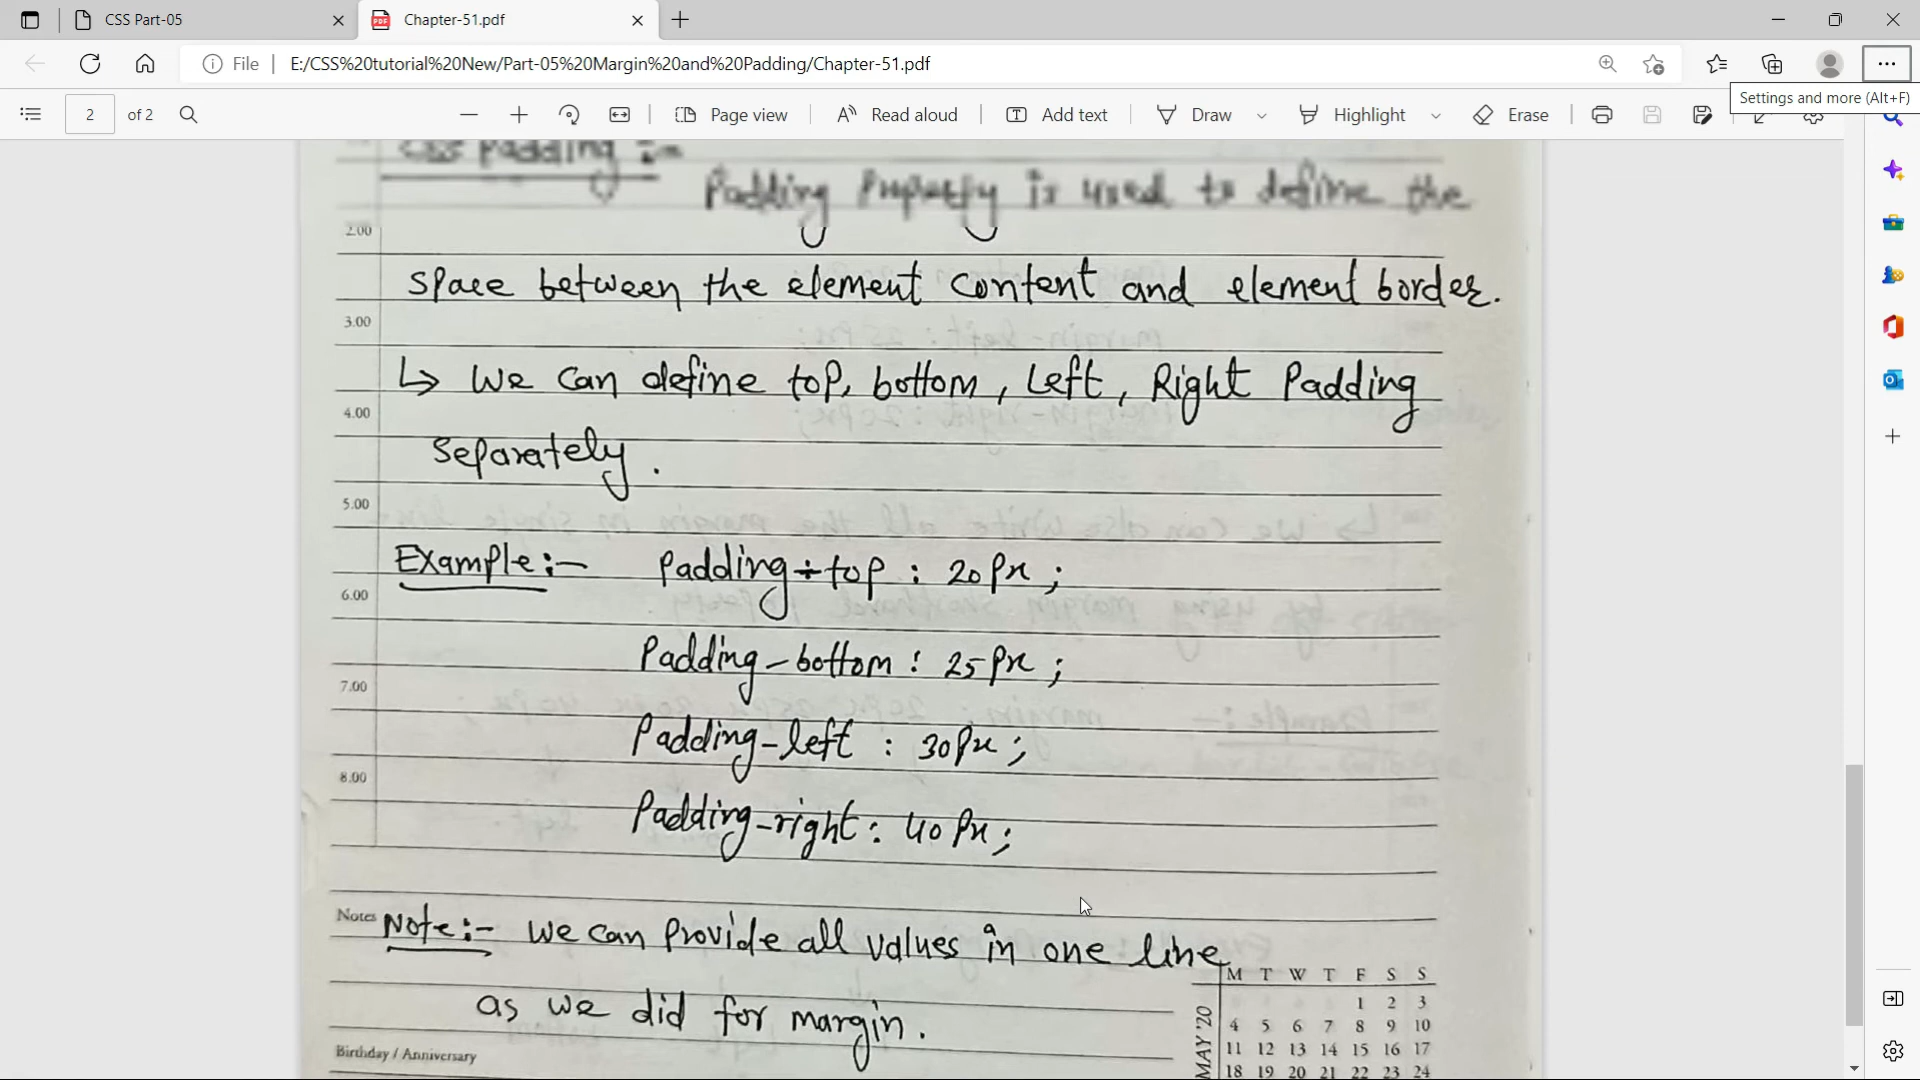 CSS Part-05
Chapter-51.pdf
File
E:/CSS%20tutorial%20New/Part-05%20Margin%20and%20Padding/Chapter-51.pdf
Settings and more (Alt+F)
2 of 2
Page view
Read aloud
Add text
Draw
Highlight
Erase
CSS Padding :-
Padding Property is used to define the
2.00
space between the element content and element border.
3.00
↳ We can define top, bottom, Left, Right Padding
4.00
Separately.
5.00
Example:- Padding-top : 20px;
6.00
Padding-bottom : 25px;
7.00
Padding-left : 30px;
8.00
Padding-right : 40px;
Notes
Note:- We can Provide all values in one line
as we did for margin.
Birthday / Anniversary
MAY '20
M T W T F S S
1 2 3
4 5 6 7 8 9 10
11 12 13 14 15 16 17
18 19 20 21 22 23 24